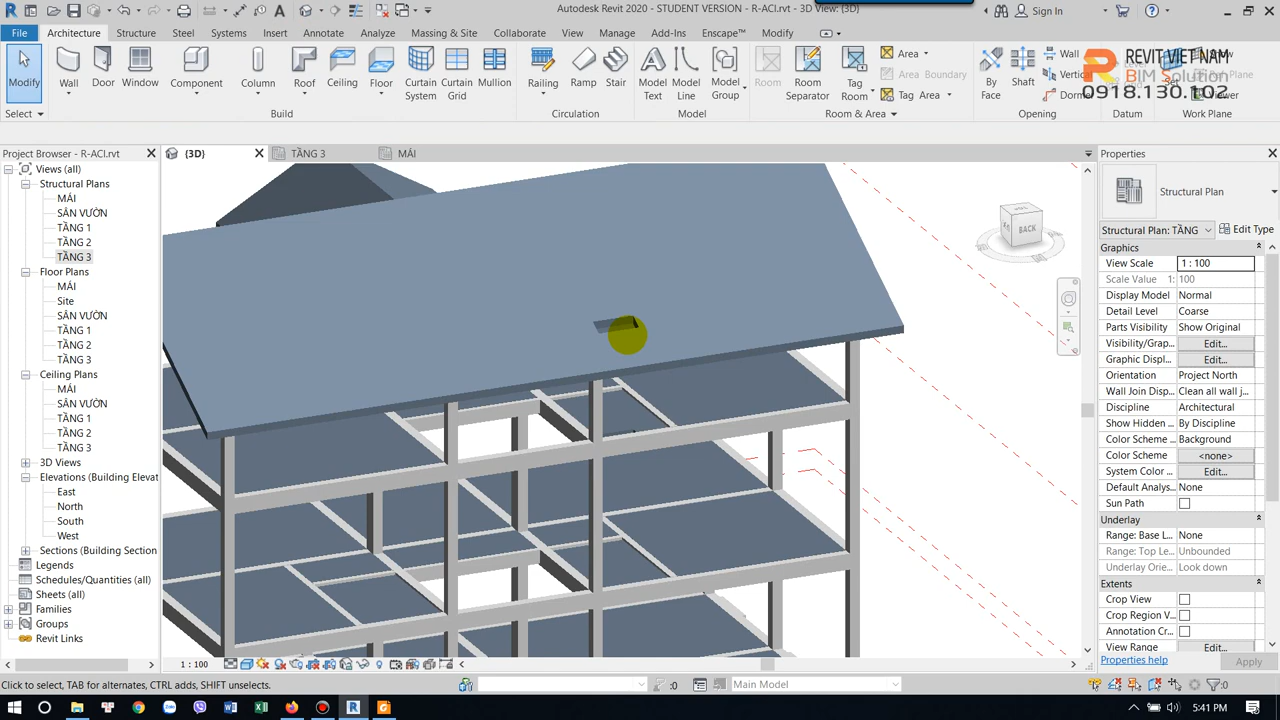 Autodesk Revit 2020 - STUDENT VERSION - R-ACI.rvt - 3D View: {3D}
Sign In
File Architecture Structure Steel Systems Insert Annotate Analyze Massing & Site Collaborate View Manage Add-Ins Enscape™ Modify
Modify Wall Door Window Component Column Roof Ceiling Floor Curtain System Curtain Grid Mullion Railing Ramp Stair Model Text Model Line Model Group Room Room Separator Tag Room Area Area Boundary Tag Area By Face Shaft Wall Vertical Dormer Viewer
REVIT VIET NAM
BIM Solution
0918.130.102
Select Build Circulation Model Room & Area Opening Datum Work Plane
Project Browser - R-ACI.rvt
{3D} TẦNG 3 MÁI
Properties
Views (all)
Structural Plans
MÁI
SÂN VƯỜN
TẦNG 1
TẦNG 2
TẦNG 3
Floor Plans
MÁI
Site
SÂN VƯỜN
TẦNG 1
TẦNG 2
TẦNG 3
Ceiling Plans
MÁI
SÂN VƯỜN
TẦNG 1
TẦNG 2
TẦNG 3
3D Views
Elevations (Building Elevat
East
North
South
West
Sections (Building Section
Legends
Schedules/Quantities (all)
Sheets (all)
Families
Groups
Revit Links
BACK
Structural Plan
Structural Plan: TẦNG Edit Type
Graphics
View Scale 1 : 100
Scale Value 1: 100
Display Model Normal
Detail Level Coarse
Parts Visibility Show Original
Visibility/Grap... Edit...
Graphic Displ... Edit...
Orientation Project North
Wall Join Disp... Clean all wall j...
Discipline Architectural
Show Hidden ... By Discipline
Color Scheme ... Background
Color Scheme <none>
System Color ... Edit...
Default Analys... None
Sun Path
Underlay
Range: Base L... None
Range: Top Le... Unbounded
Underlay Orie... Look down
Extents
Crop View
Crop Region V...
Annotation Cr...
View Range Edit...
Properties help Apply
1 : 100
Click to select, TAB for alternates, CTRL adds, SHIFT unselects.
:0
Main Model
:0
5:41 PM